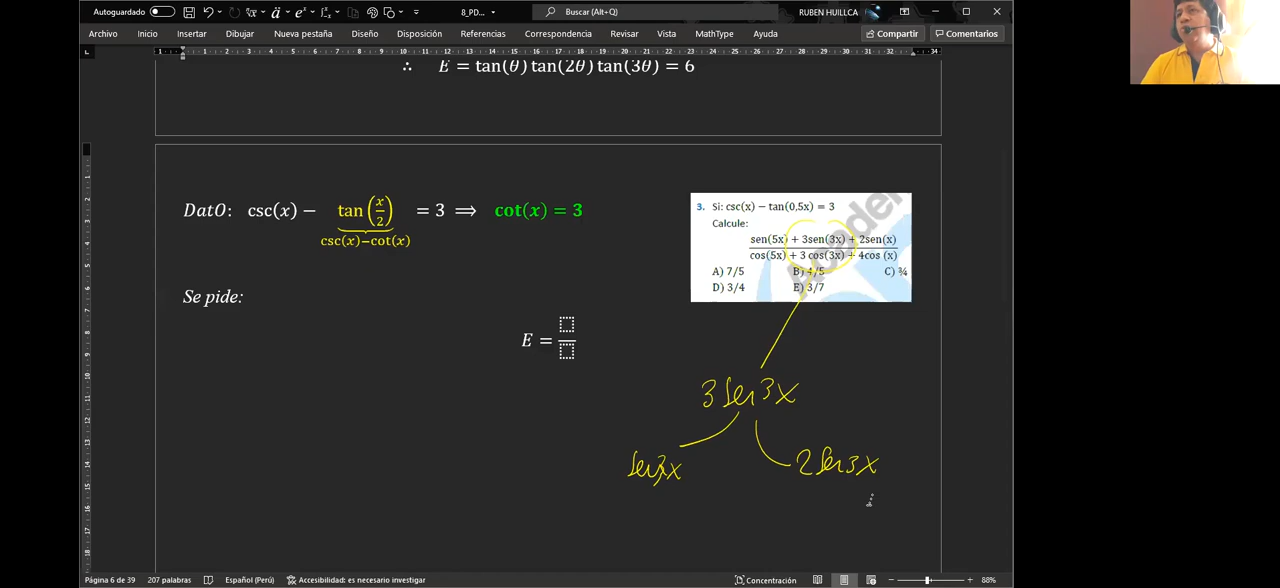 Autoguardado
8_PD...
Buscar (Alt+Q)
RUBEN HUILLCA
Archivo Inicio Insertar Dibujar Nueva pestaña Diseño Disposición Referencias Correspondencia Revisar Vista MathType Ayuda Compartir Comentarios
∴ E = tan(θ) tan(2θ) tan(3θ) = 6
DatO: csc(x) − tan(x/2) = 3 ⟹ cot(x) = 3
csc(x)−cot(x)
Se pide:
E =
3. Si: csc(x) − tan(0,5x) = 3
Calcule:
sen(5x) + 3sen(3x) + 2sen(x)
cos(5x) + 3 cos(3x) + 4cos (x)
A) 7/5 B) 4/5 C) ¾
D) 3/4 E) 3/7
3Sen3x
Sen3x
2Sen3x
Página 6 de 39 207 palabras Español (Perú) Accesibilidad: es necesario investigar Concentración 88%